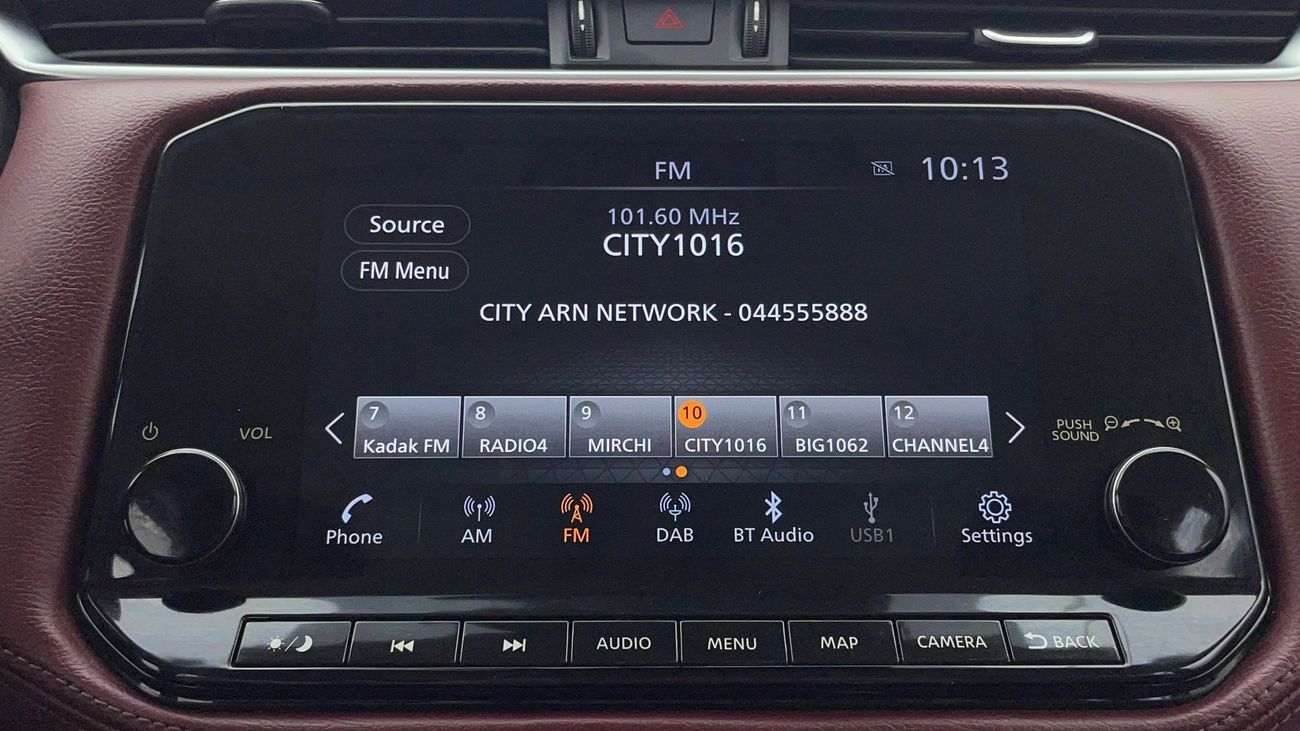 FM
10:13
Source
101.60 MHz
CITY1016
FM Menu
CITY ARN NETWORK - 044555888
7
Kadak FM
8
RADIO4
9
MIRCHI
10
CITY1016
11
BIG1062
12
CHANNEL4
VOL
PUSH
SOUND
Phone
AM
FM
DAB
BT Audio
USB1
Settings
AUDIO
MENU
MAP
CAMERA
BACK